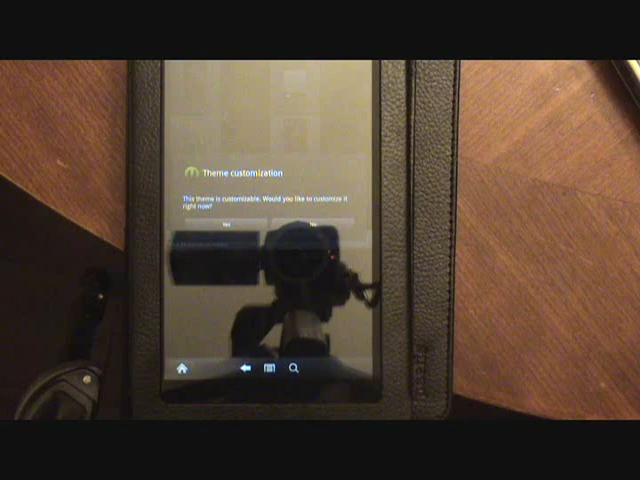 Theme customization
This theme is customizable. Would you like to customize it
right now?
Yes
No